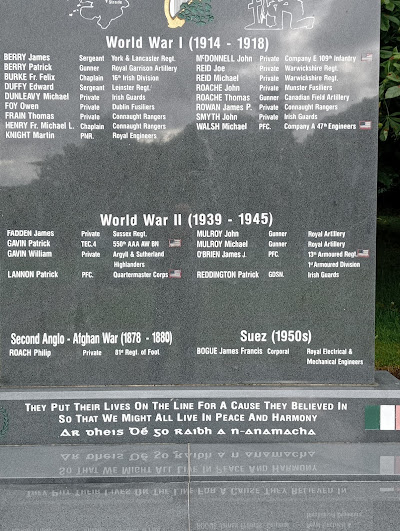 World War I (1914 - 1918)
BERRY James Sergeant York & Lancaster Regt.
BERRY Patrick Gunner Royal Garrison Artillery
BURKE Fr. Felix Chaplain 16th Irish Division
DUFFY Edward Sergeant Leinster Regt.
DUNLEAVY Michael Private Irish Guards
FOY Owen Private Dublin Fusiliers
FRAIN Thomas Private Connaught Rangers
HENRY Fr. Michael L. Chaplain Connaught Rangers
KNIGHT Martin PNR. Royal Engineers
McDONNELL John Private Company E 109th Infantry
REID Joe Private Warwickshire Regt.
REID Michael Private Warwickshire Regt.
ROACHE John Private Munster Fusiliers
ROACHE Thomas Gunner Canadian Field Artillery
ROWAN James P. Private Connaught Rangers
SMYTH John Private Irish Guards
WALSH Michael PFC. Company A 47th Engineers
World War II (1939 - 1945)
FADDEN James Private Sussex Regt.
GAVIN Patrick TEC.4 550th AAA AW BN
GAVIN William Private Argyll & Sutherland
Highlanders
LANNON Patrick PFC. Quartermaster Corps
MULROY John Gunner Royal Artillery
MULROY Michael Gunner Royal Artillery
O'BRIEN James J. PFC. 13th Armoured Regt.
1st Armoured Division
REDDINGTON Patrick GDSN. Irish Guards
Second Anglo - Afghan War (1878 - 1880)
ROACH Philip Private 81st Regt. of Foot
Suez (1950s)
BOGUE James Francis Corporal Royal Electrical &
Mechanical Engineers
They Put Their Lives On The Line For A Cause They Believed In
So That We Might All Live In Peace And Harmony
Ar dheis Dé go raibh a n-anamacha